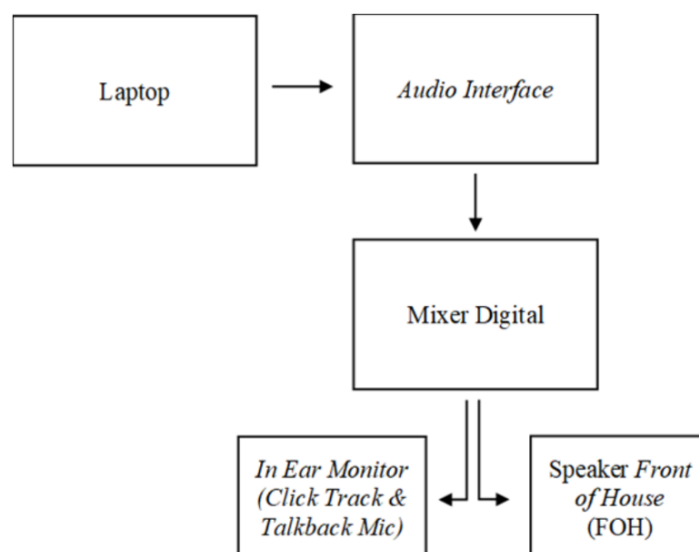 Laptop
Audio Interface
Mixer Digital
In Ear Monitor
(Click Track &
Talkback Mic)
Speaker Front
of House
(FOH)